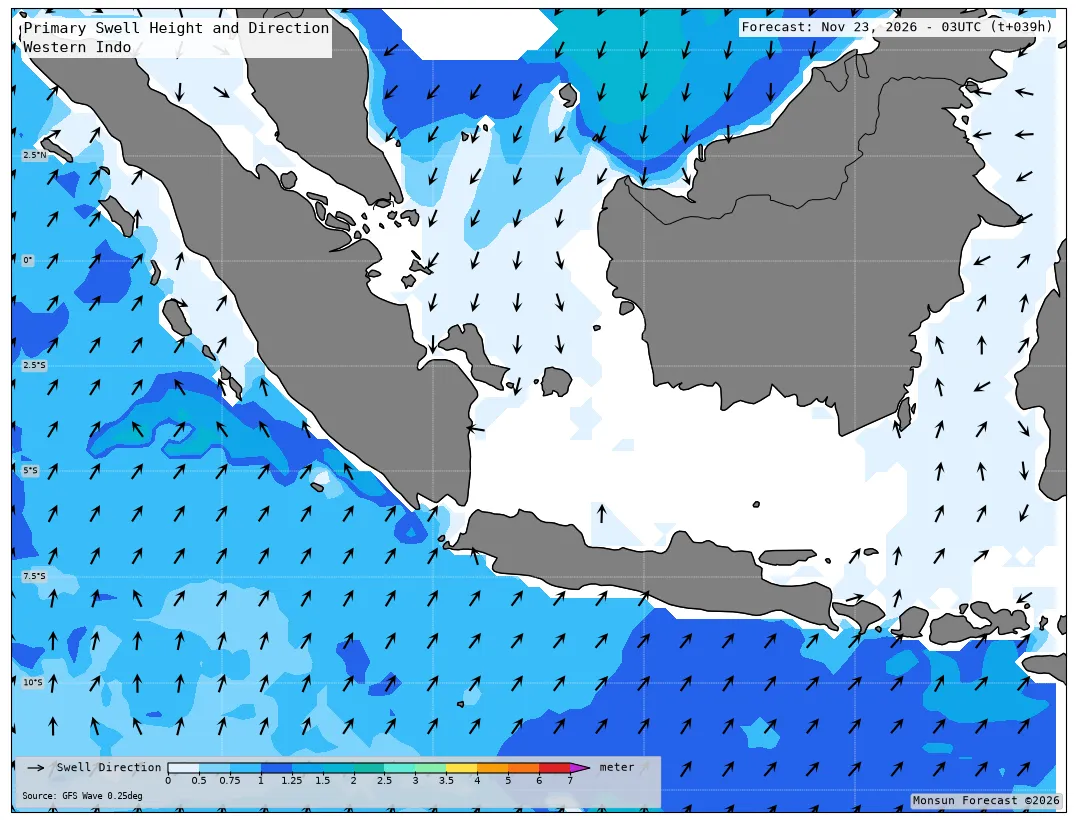 Primary Swell Height and Direction
Western Indo
Forecast: Nov 23, 2026 - 03UTC (t+039h)
2.5°N
0°
2.5°S
5°S
7.5°S
10°S
Swell Direction
meter
0 0.5 0.75 1 1.25 1.5 2 2.5 3 3.5 4 5 6 7
Source: GFS Wave 0.25deg
Monsun Forecast ©2026